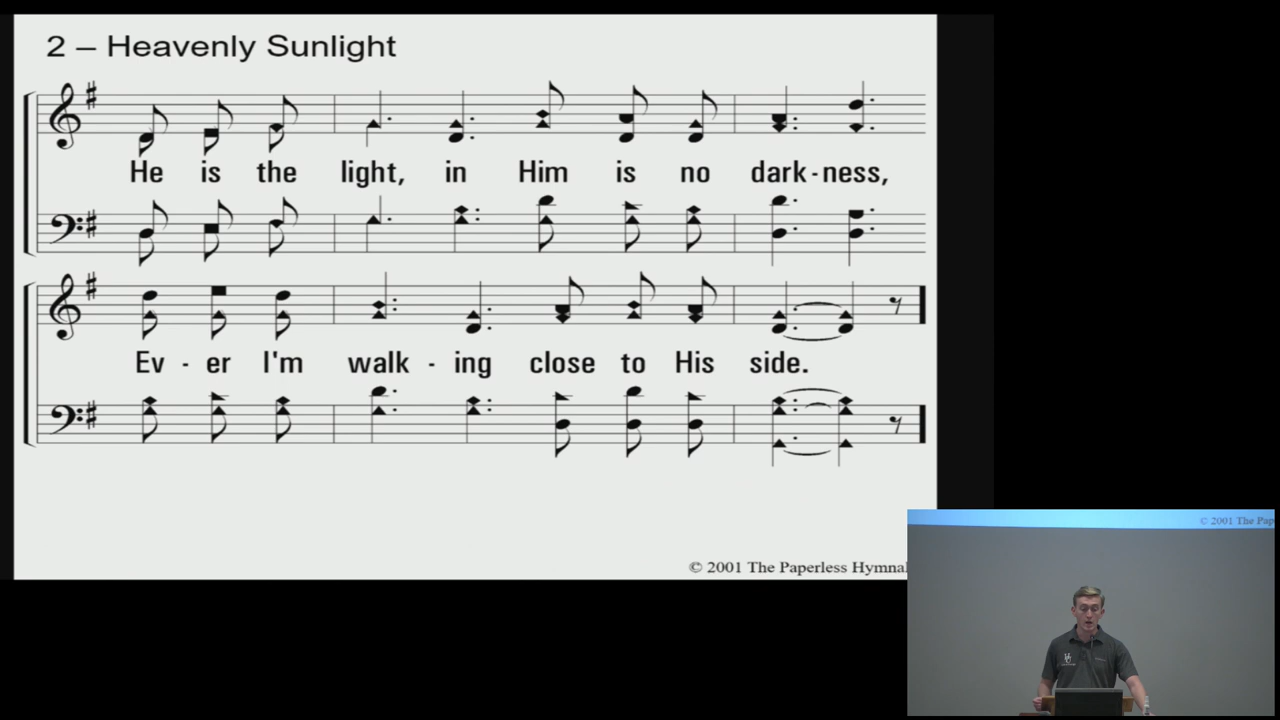 2 – Heavenly Sunlight
He is the light, in Him is no dark-ness,
Ev - er I'm walk - ing close to His side.
© 2001 The Paperless Hymnal
© 2001 The Pap